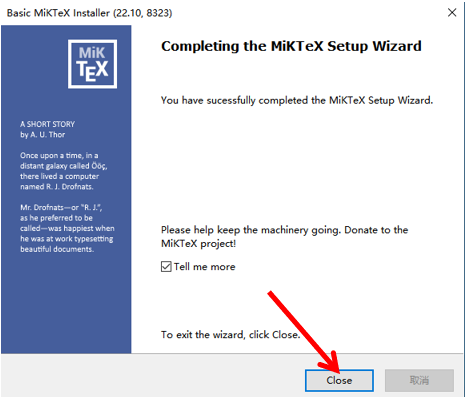 Basic MiKTeX Installer (22.10, 8323)
MiK
TEX
A SHORT STORY
by A. U. Thor
Once upon a time, in a
distant galaxy called Ööç,
there lived a computer
named R. J. Drofnats.
Mr. Drofnats—or “R. J.”,
as he preferred to be
called—was happiest when
he was at work typesetting
beautiful documents.
Completing the MiKTeX Setup Wizard
You have sucessfully completed the MiKTeX Setup Wizard.
Please help keep the machinery going. Donate to the
MiKTeX project!
Tell me more
To exit the wizard, click Close.
Close
取消